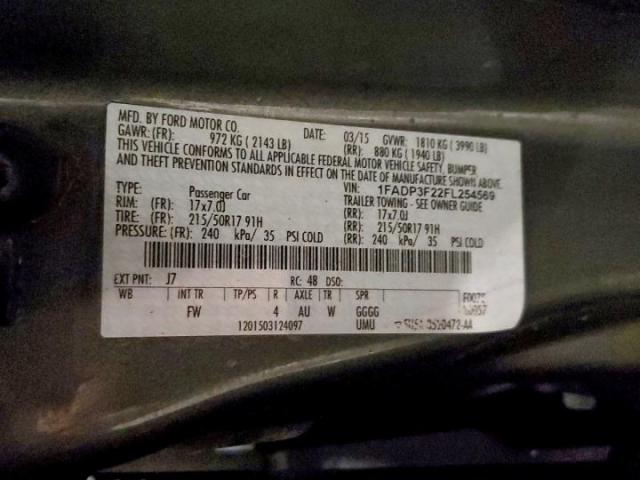 MFD. BY FORD MOTOR CO.
DATE: 03/15 GVWR: 1810 KG ( 3990 LB)
GAWR: (FR): 972 KG ( 2143 LB) (RR): 880 KG ( 1940 LB)
THIS VEHICLE CONFORMS TO ALL APPLICABLE FEDERAL MOTOR VEHICLE SAFETY, BUMPER
AND THEFT PREVENTION STANDARDS IN EFFECT ON THE DATE OF MANUFACTURE SHOWN ABOVE.
VIN: 1FADP3F22FL254569
TYPE: Passenger Car TRAILER TOWING - SEE OWNER GUIDE
RIM: (FR): 17x7.0J (RR): 17x7.0J
TIRE: (FR): 215/50R17 91H (RR): 215/50R17 91H
PRESSURE: (FR): 240 kPa/ 35 PSI COLD (RR): 240 kPa/ 35 PSI COLD
EXT PNT: J7 RC: 48 DSO:
WB INT TR TP/PS R AXLE TR SPR
FW 4 AU W GGGG
1201503124097 UMU